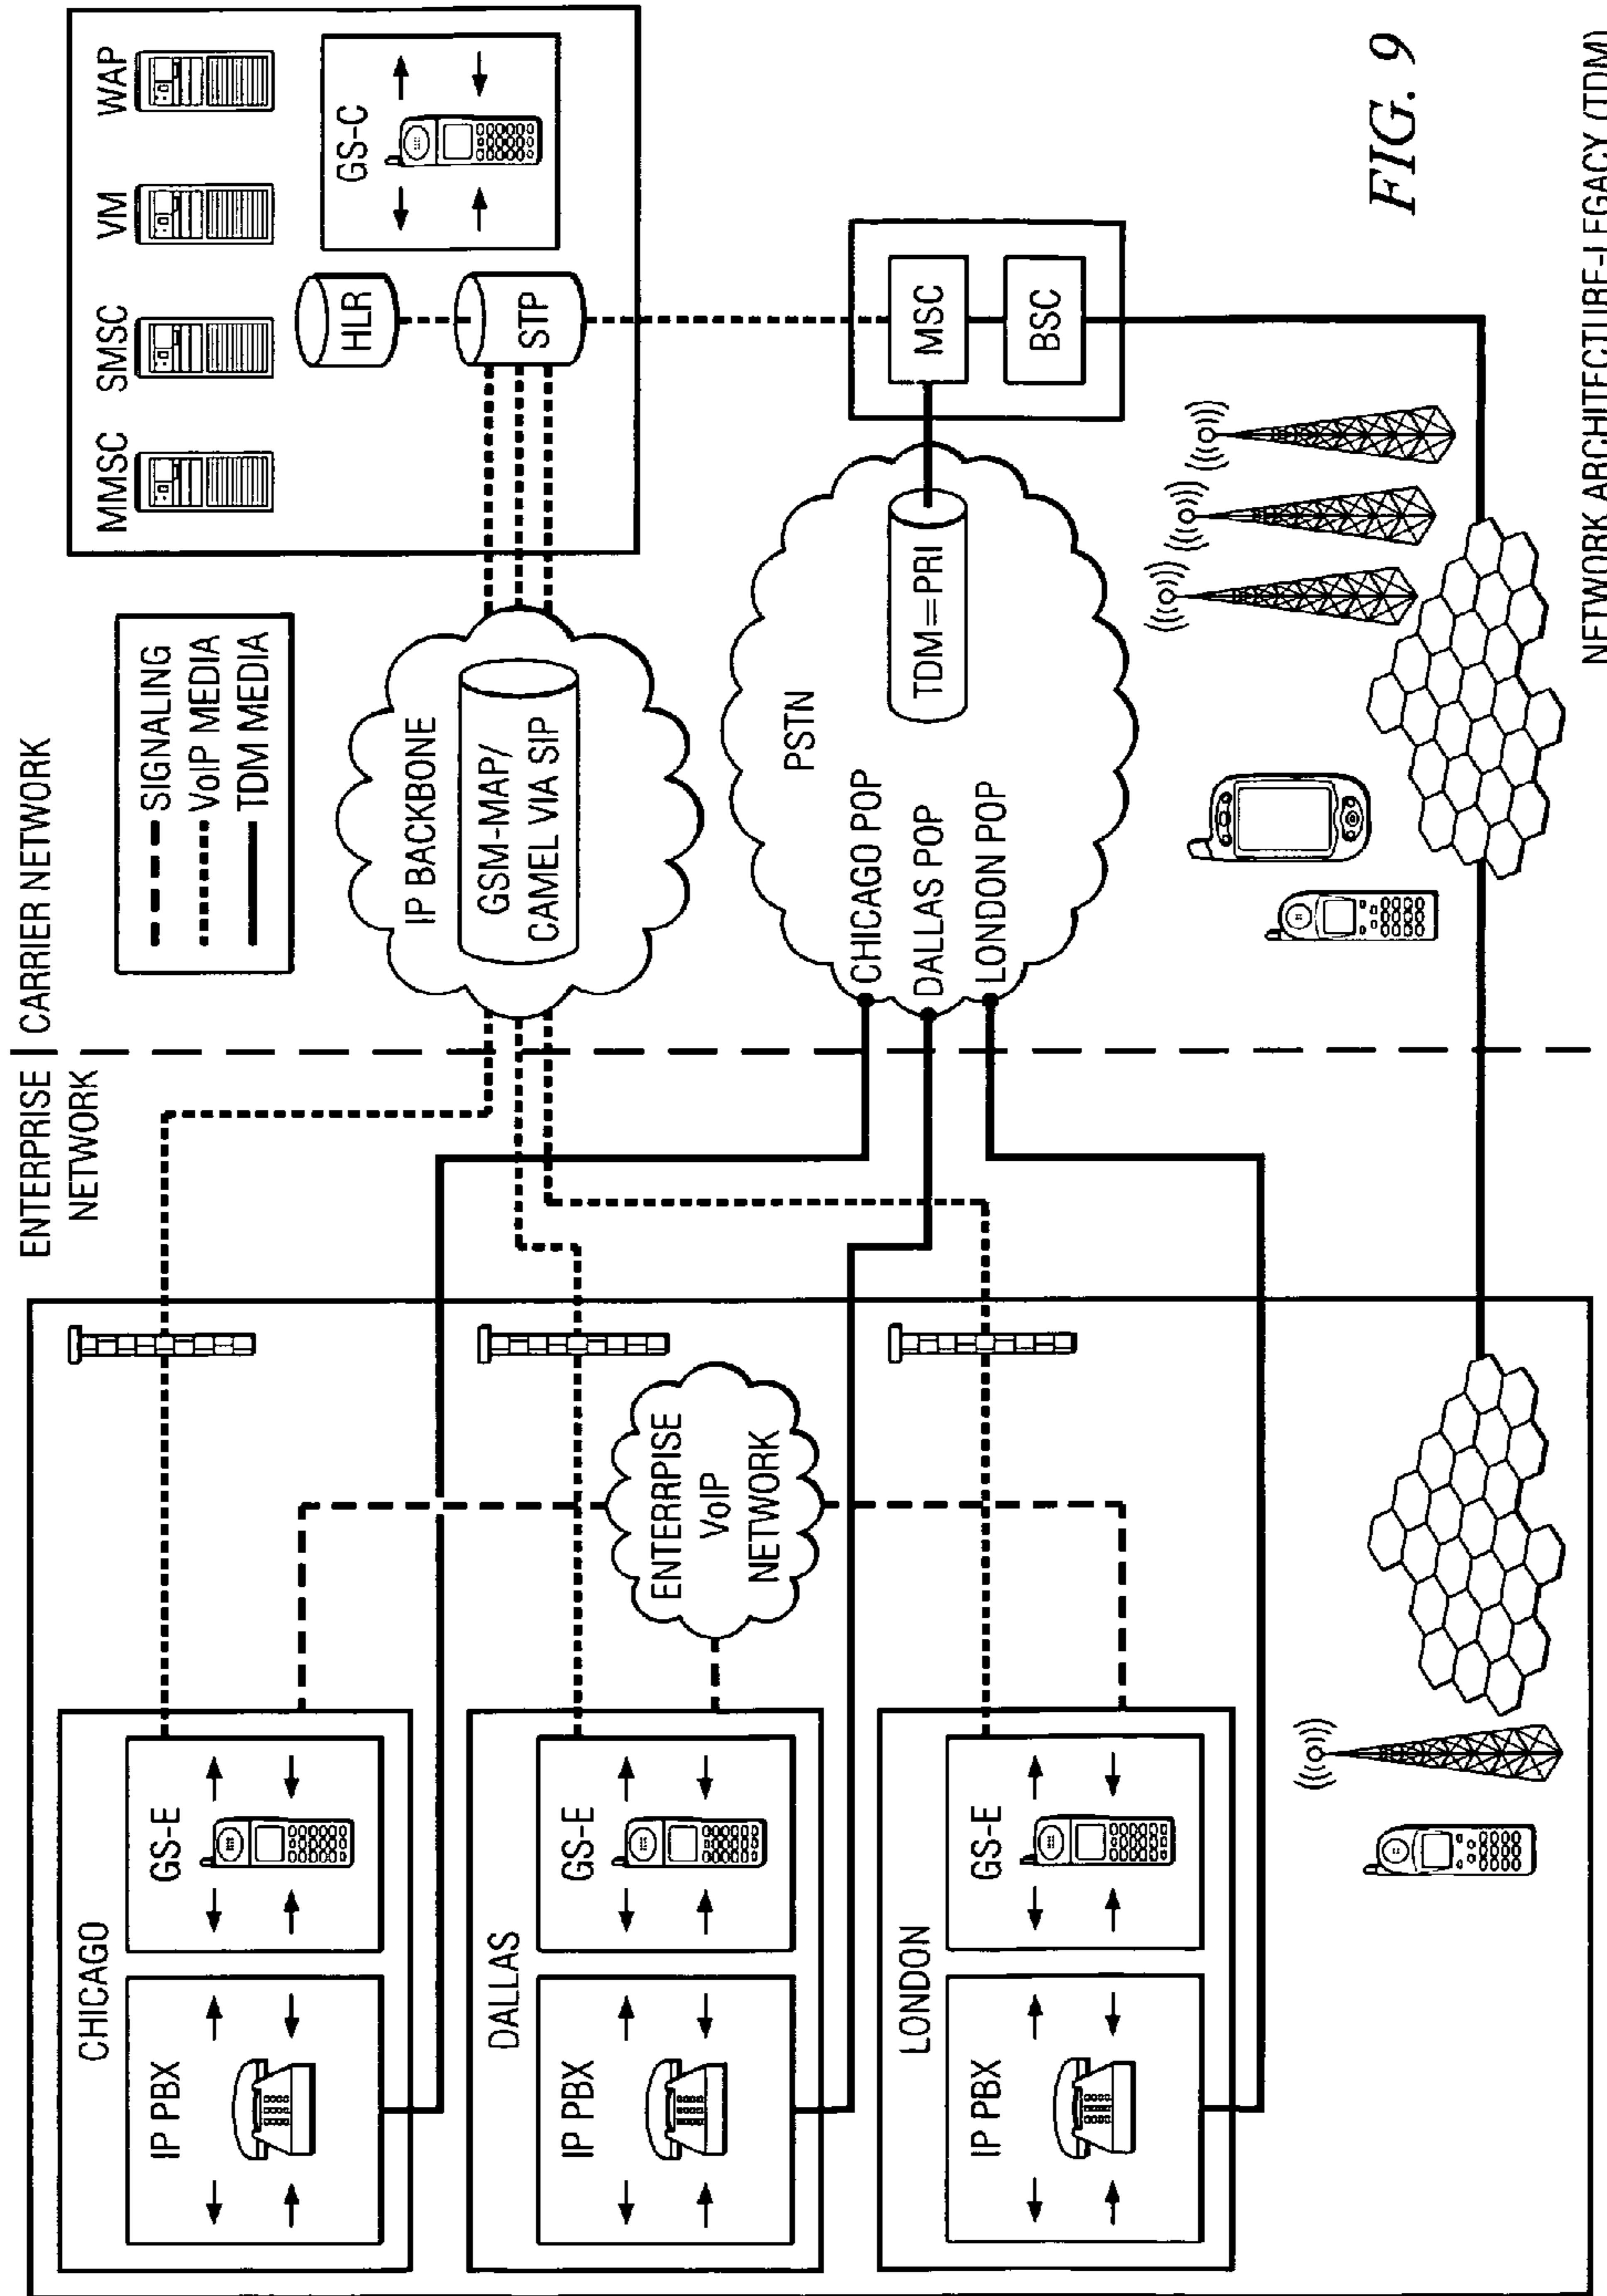 ENTERPRISE
NETWORK
CARRIER NETWORK
CHICAGO
IP PBX
GS-E
DALLAS
IP PBX
GS-E
LONDON
IP PBX
GS-E
ENTERRPISE
VoIP
NETWORK
SIGNALING
VoIP MEDIA
TDM MEDIA
IP BACKBONE
GSM-MAP/
CAMEL VIA SIP
PSTN
CHICAGO POP
DALLAS POP
LONDON POP
TDM=PRI
MMSC
SMSC
VM
WAP
HLR
STP
GS-C
MSC
BSC
FIG. 9
NETWORK ARCHITECTURE-LEGACY (TDM)